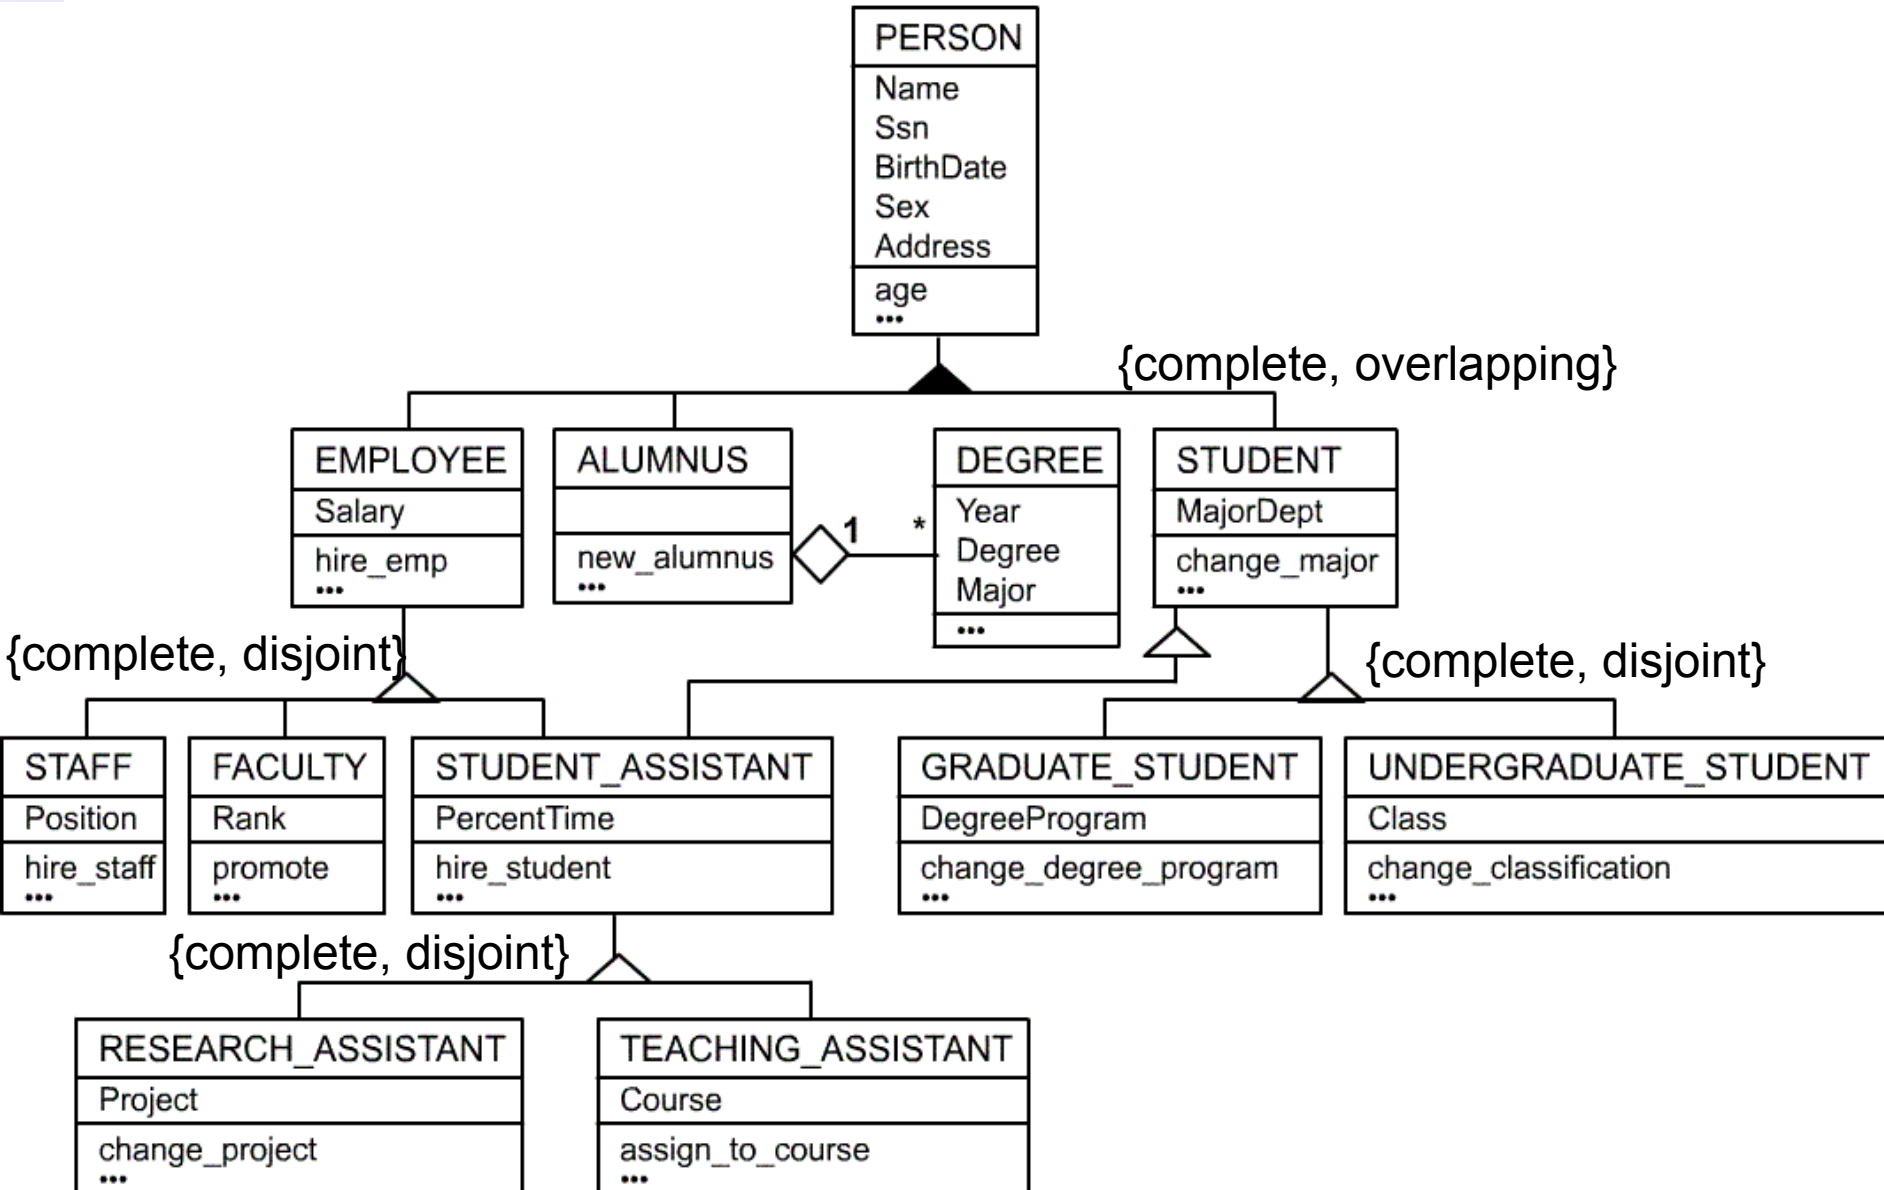 PERSON
Name
Ssn
BirthDate
Sex
Address
age
•••
{complete, overlapping}
EMPLOYEE
Salary
hire_emp
•••
ALUMNUS
new_alumnus
•••
1
*
DEGREE
Year
Degree
Major
•••
STUDENT
MajorDept
change_major
•••
{complete, disjoint}
{complete, disjoint}
STAFF
Position
hire_staff
•••
FACULTY
Rank
promote
•••
STUDENT_ASSISTANT
PercentTime
hire_student
•••
GRADUATE_STUDENT
DegreeProgram
change_degree_program
•••
UNDERGRADUATE_STUDENT
Class
change_classification
•••
{complete, disjoint}
RESEARCH_ASSISTANT
Project
change_project
•••
TEACHING_ASSISTANT
Course
assign_to_course
•••